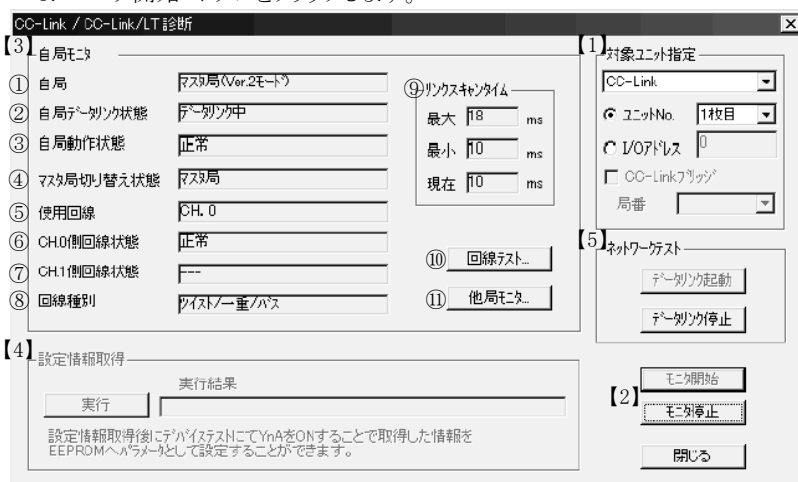 CC-Link / CC-Link/LT診断
【3】自局モニタ
① 自局 マスタ局(Ver.2モード)
② 自局データリンク状態 データリンク中
③ 自局動作状態 正常
④ マスタ局切り替え状態 マスタ局
⑤ 使用回線 CH. 0
⑥ CH.0側回線状態 正常
⑦ CH.1側回線状態 ---
⑧ 回線種別 ツイスト/一重/バス
⑨リンクスキャンタイム
最大 18 ms
最小 10 ms
現在 10 ms
⑩ 回線テスト...
⑪ 他局モニタ...
【1】対象ユニット指定
CC-Link
ユニットNo. 1枚目
I/Oアドレス 0
CC-Linkブリッジ
局番
【5】ネットワークテスト
データリンク起動
データリンク停止
【4】設定情報取得
実行結果
実行
設定情報取得後にデバイステストにてYnAをONすることで取得した情報を
EEPROMへパラメータとして設定することができます。
【2】
モニタ開始
モニタ停止
閉じる